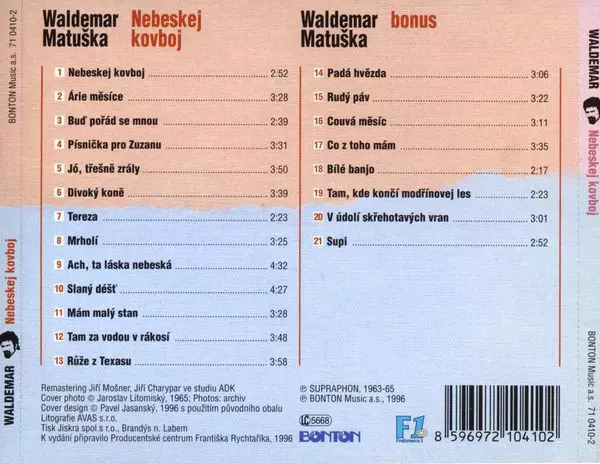 BONTON Music a.s. 71 0410-2
WALDEMAR Nebeskej kovboj
Waldemar Matuška
Nebeskej kovboj
1 Nebeskej kovboj 2:52
2 Árie měsíce 3:28
3 Buď pořád se mnou 2:39
4 Písnička pro Zuzanu 3:31
5 Jó, třešně zrály 3:50
6 Divoký koně 3:39
7 Tereza 2:23
8 Mrholí 3:25
9 Ach, ta láska nebeská 4:32
10 Slaný déšť 5:27
11 Mám malý stan 3:28
12 Tam za vodou v rákosí 3:48
13 Růže z Texasu 3:58
Waldemar Matuška
bonus
14 Padá hvězda 3:06
15 Rudý páv 3:22
16 Couvá měsíc 3:11
17 Co z toho mám 3:35
18 Bílé banjo 2:17
19 Tam, kde končí modřínovej les 2:23
20 V údolí skřehotavých vran 3:01
21 Supi 2:52
Remastering Jiří Mošner, Jiří Charypar ve studiu ADK
Cover photo © Jaroslav Litomiský, 1965; Photos: archiv
Cover design © Pavel Jasanský, 1996 s použitím původního obalu
Litografie AVAS s.r.o.
Tisk Jiskra spol.s r.o., Brandýs n. Labem
K vydání připravilo Producentské centrum Františka Rychtaříka, 1996
℗ SUPRAPHON, 1963-65
℗ BONTON Music a.s., 1996
LC 5668
BONTON
F1
8 596972 104102
WALDEMAR Nebeskej kovboj
BONTON Music a.s. 71 0410-2